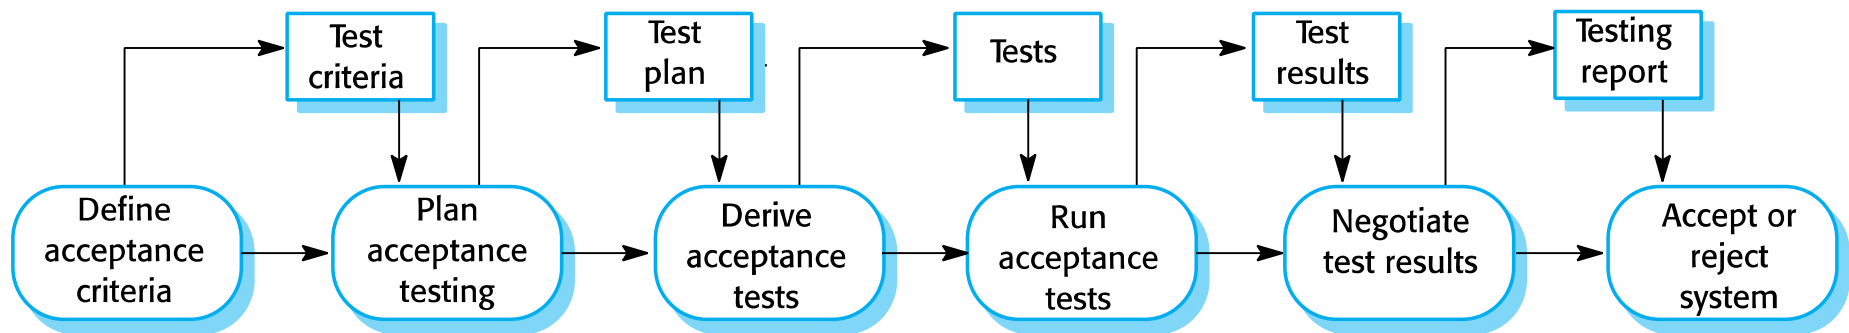 Test
criteria
Test
plan
Tests
Test
results
Testing
report
Define
acceptance
criteria
Plan
acceptance
testing
Derive
acceptance
tests
Run
acceptance
tests
Negotiate
test results
Accept or
reject
system